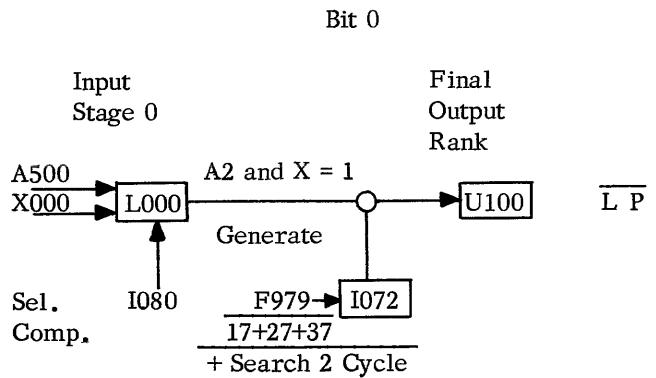 Bit 0
Input
Stage 0
Final
Output
Rank
A500
X000
L000
A2 and X = 1
U100
L P
Generate
Sel.
Comp.
I080
F979
I072
17+27+37
+ Search 2 Cycle